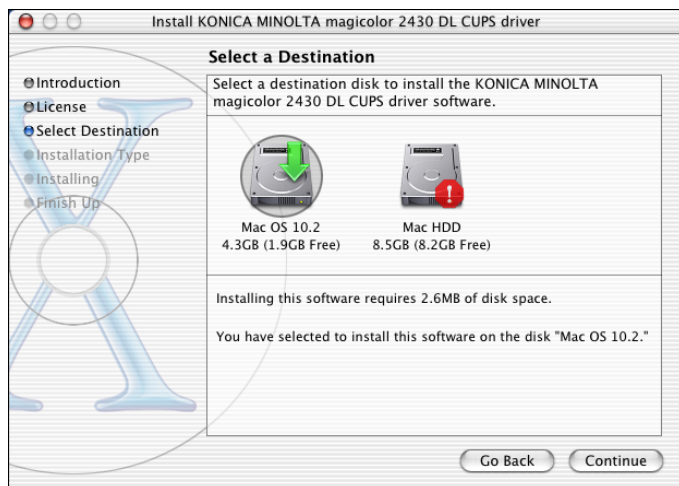 Install KONICA MINOLTA magicolor 2430 DL CUPS driver
Select a Destination
Introduction
License
Select Destination
Installation Type
Installing
Finish Up
Select a destination disk to install the KONICA MINOLTA
magicolor 2430 DL CUPS driver software.
Mac OS 10.2
4.3GB (1.9GB Free)
Mac HDD
8.5GB (8.2GB Free)
Installing this software requires 2.6MB of disk space.
You have selected to install this software on the disk "Mac OS 10.2."
Go Back
Continue